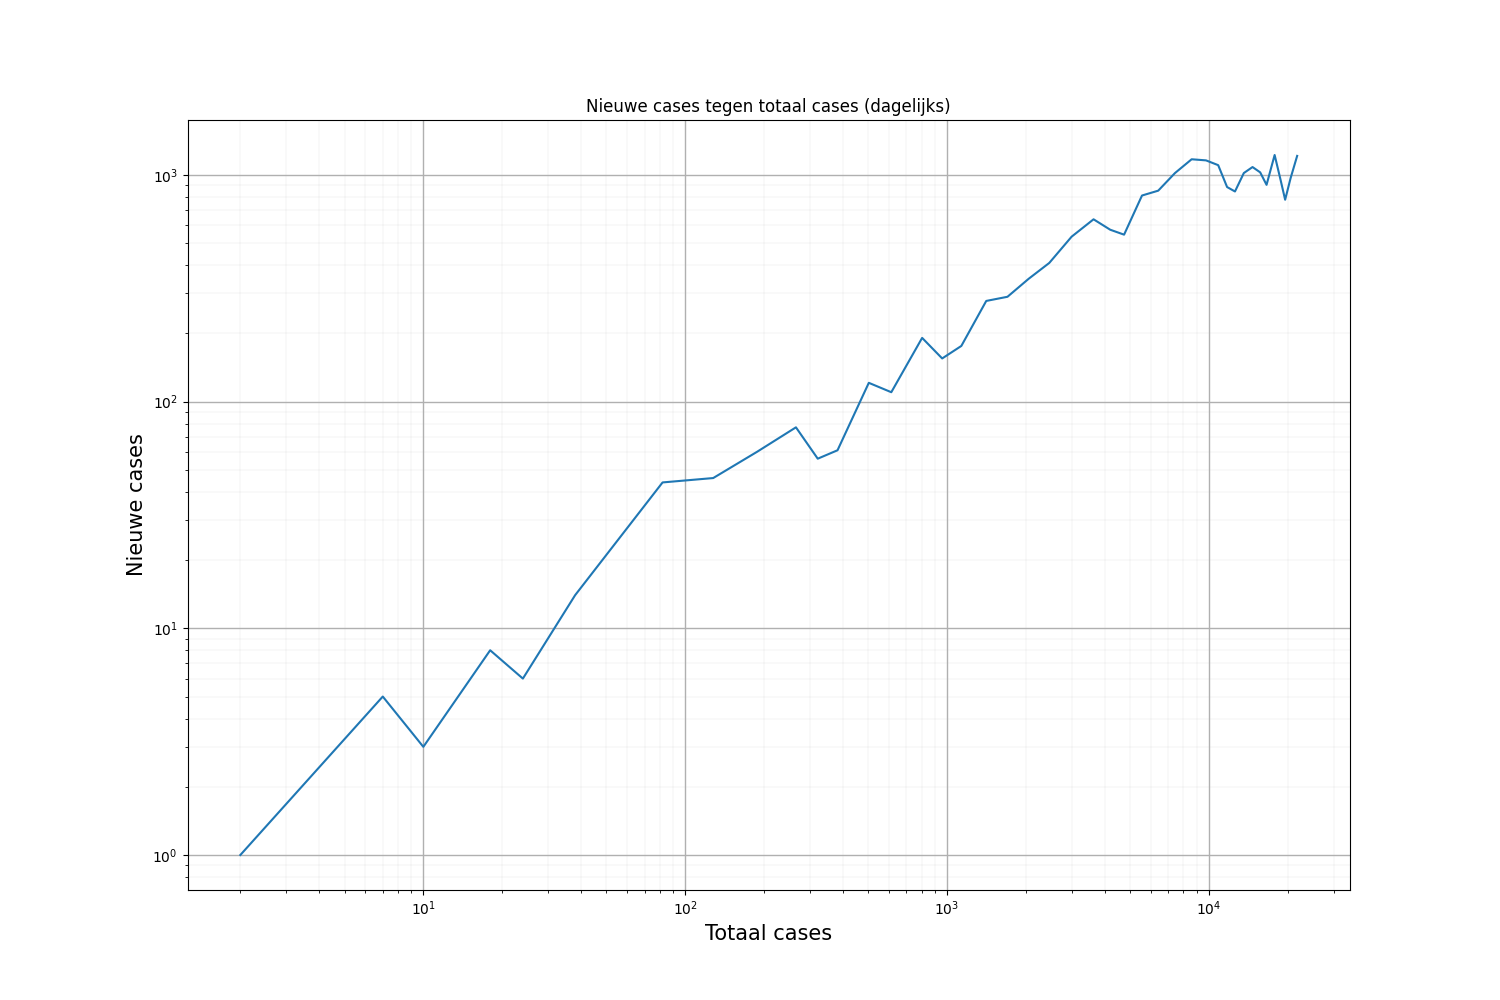 Nieuwe cases tegen totaal cases (dagelijks)
Nieuwe cases
10³
10²
10¹
10⁰
10¹ 10² 10³ 10⁴
Totaal cases